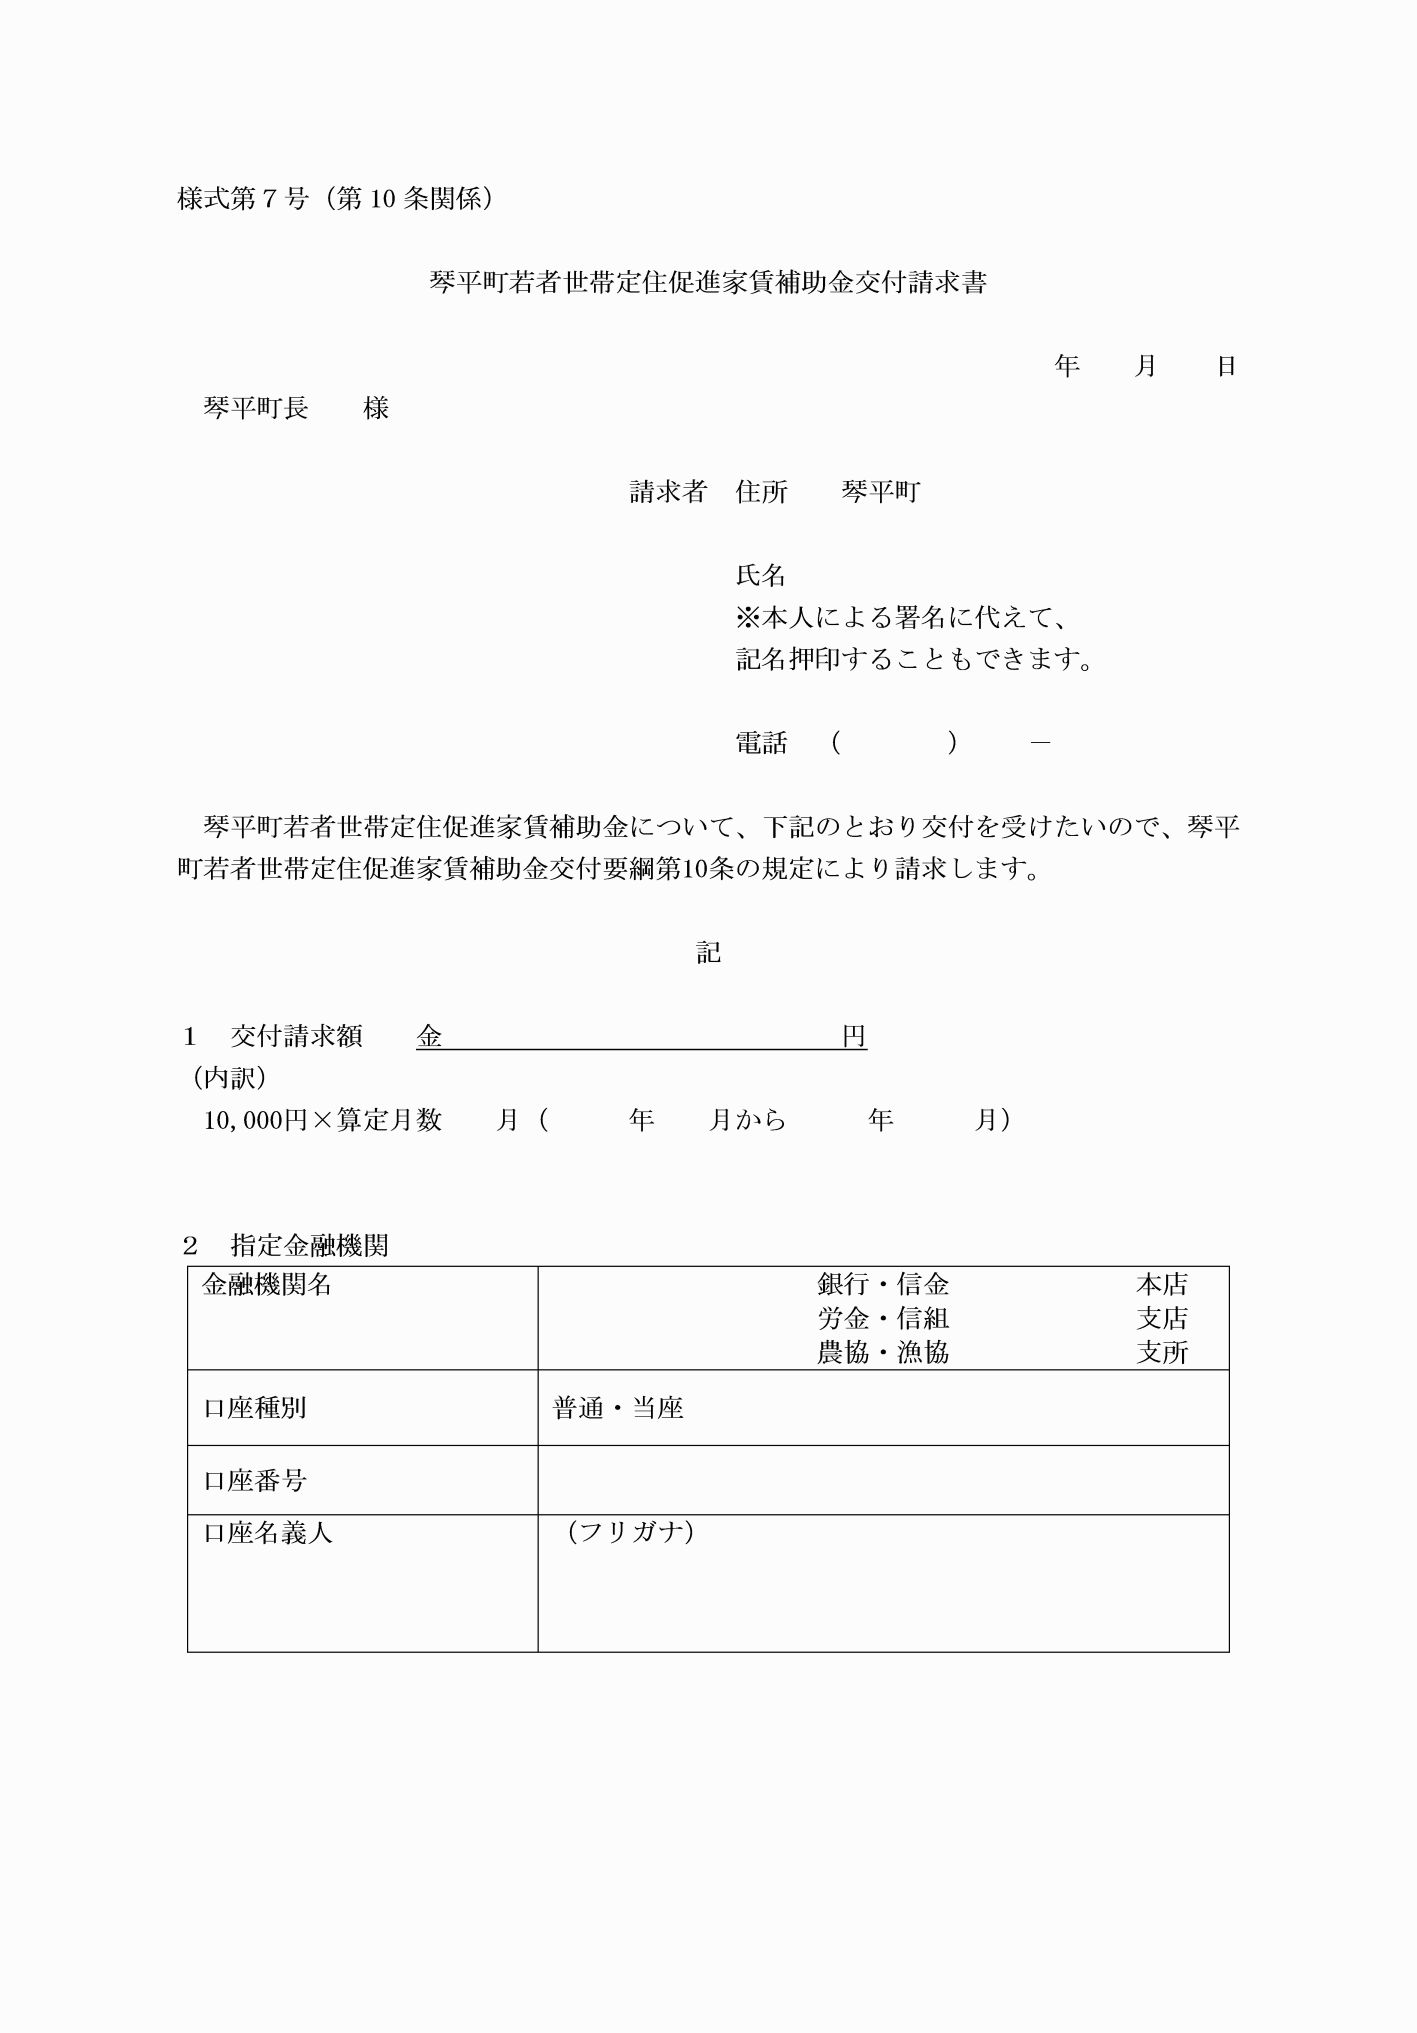 様式第７号（第 10 条関係）
琴平町若者世帯定住促進家賃補助金交付請求書
年　　月　　日
琴平町長　　様
請求者　住所　　琴平町
氏名
※本人による署名に代えて、
記名押印することもできます。
電話　（　　　　）　　－
琴平町若者世帯定住促進家賃補助金について、下記のとおり交付を受けたいので、琴平
町若者世帯定住促進家賃補助金交付要綱第10条の規定により請求します。
記
１　交付請求額　　金　　　　　　　　　　　　　　　円
（内訳）
10,000円×算定月数　　月（　　　年　　月から　　　年　　　月）
２　指定金融機関
金融機関名　　銀行・信金　　本店
労金・信組　　支店
農協・漁協　　支所
口座種別　　普通・当座
口座番号
口座名義人　　（フリガナ）